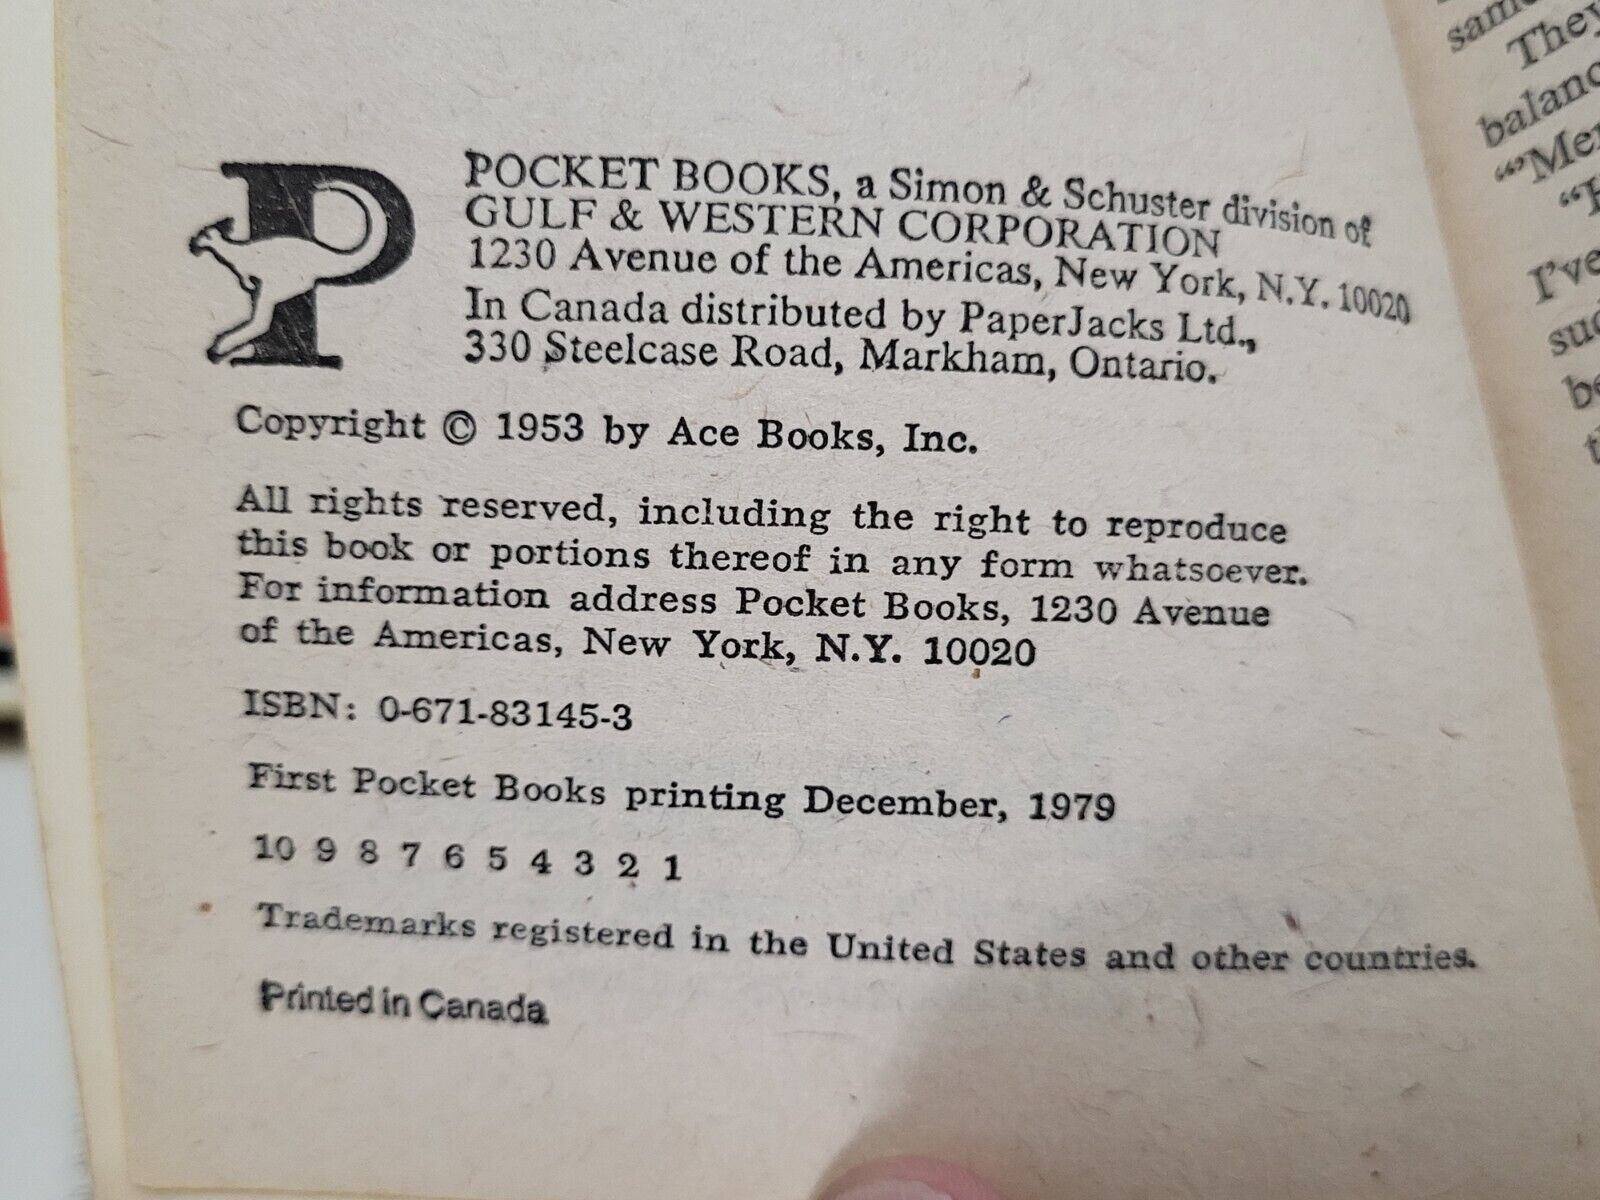 POCKET BOOKS, a Simon & Schuster division of
GULF & WESTERN CORPORATION
1230 Avenue of the Americas, New York, N.Y. 10020
In Canada distributed by PaperJacks Ltd.,
330 Steelcase Road, Markham, Ontario.
Copyright © 1953 by Ace Books, Inc.
All rights reserved, including the right to reproduce
this book or portions thereof in any form whatsoever.
For information address Pocket Books, 1230 Avenue
of the Americas, New York, N.Y. 10020
ISBN: 0-671-83145-3
First Pocket Books printing December, 1979
10 9 8 7 6 5 4 3 2 1
Trademarks registered in the United States and other countries.
Printed in Canada
They
I've